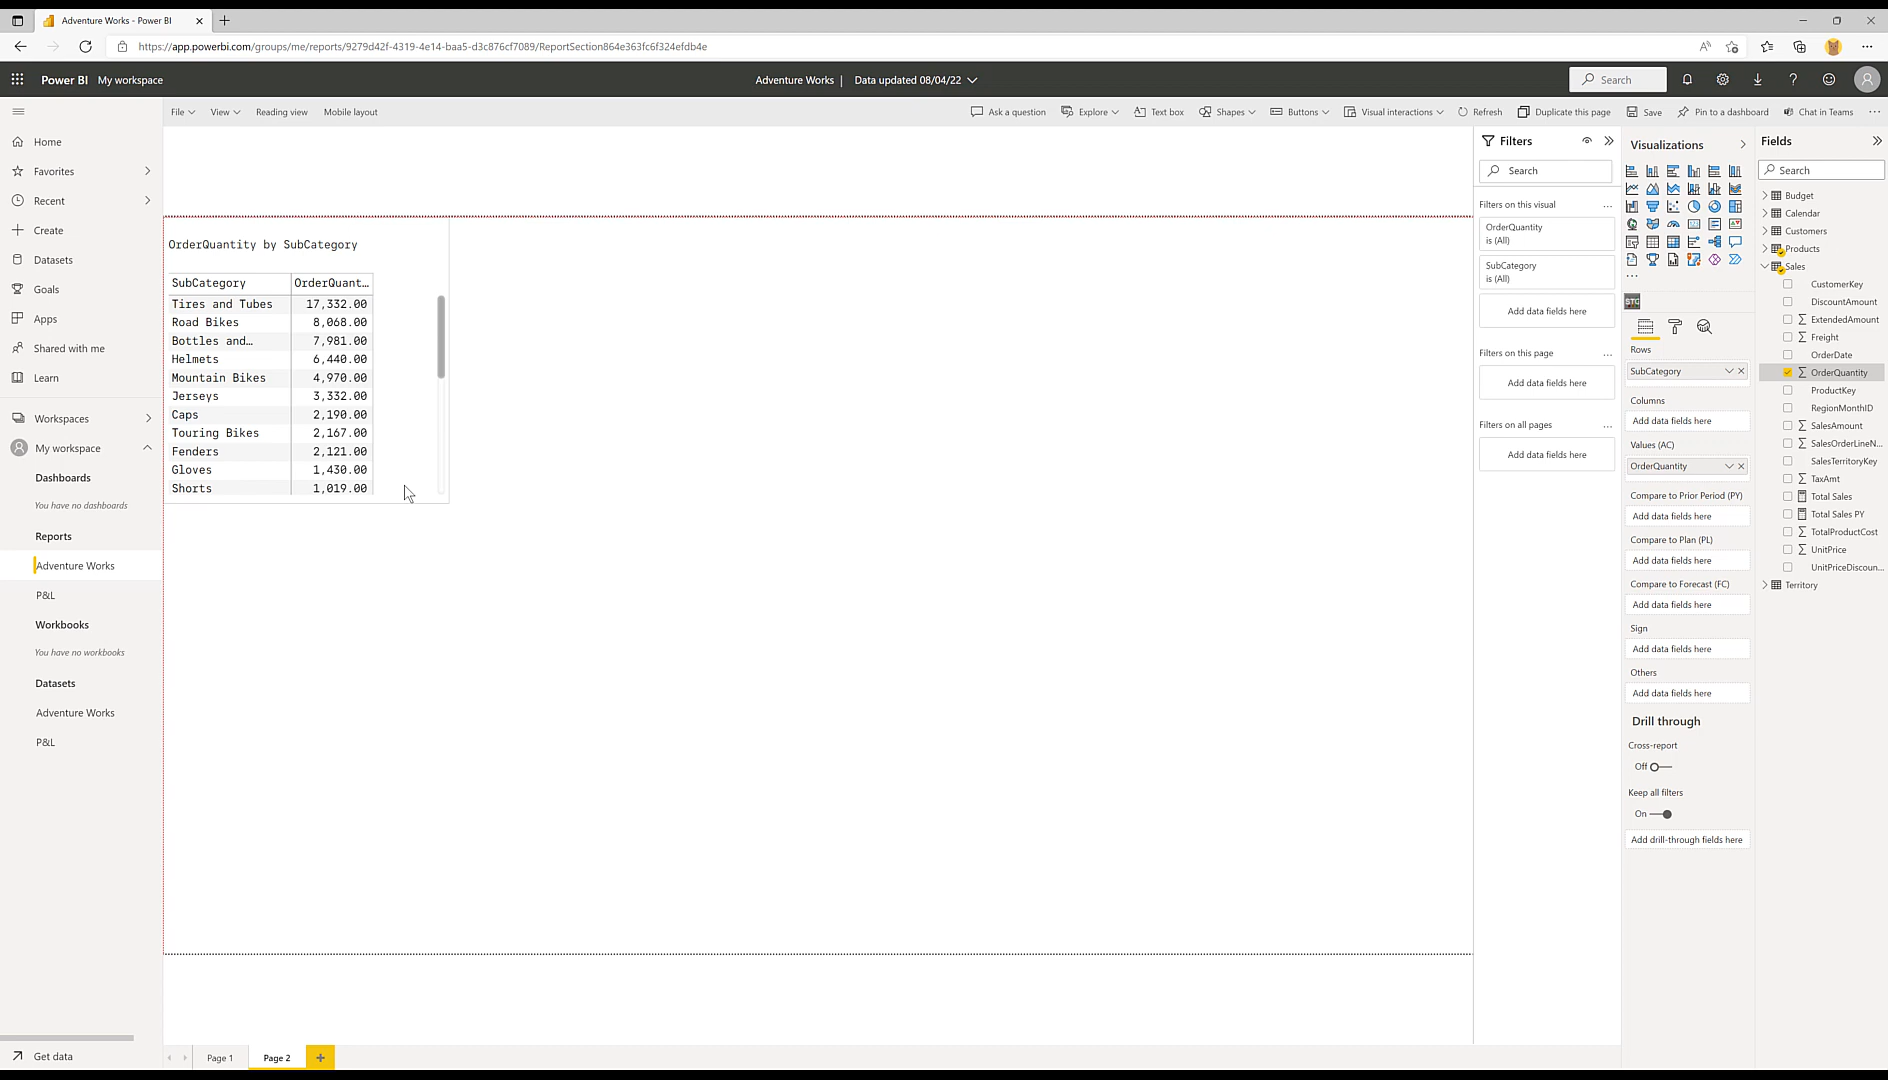 Adventure Works - Power BI
https://app.powerbi.com/groups/me/reports/9279d42f-4319-4e14-baa5-d3c876cf7089/ReportSection864e363fc6f324efdb4e
Power BI My workspace
Adventure Works | Data updated 08/04/22
Search
File View Reading view Mobile layout
Ask a question Explore Text box Shapes Buttons Visual interactions Refresh Duplicate this page Save Pin to a dashboard Chat in Teams
Home
Favorites
Recent
Create
Datasets
Goals
Apps
Shared with me
Learn
Workspaces
My workspace
Dashboards
You have no dashboards
Reports
Adventure Works
P&L
Workbooks
You have no workbooks
Datasets
Adventure Works
P&L
Get data
OrderQuantity by SubCategory
SubCategory OrderQuant...
Tires and Tubes 17,332.00
Road Bikes 8,068.00
Bottles and... 7,981.00
Helmets 6,440.00
Mountain Bikes 4,970.00
Jerseys 3,332.00
Caps 2,190.00
Touring Bikes 2,167.00
Fenders 2,121.00
Gloves 1,430.00
Shorts 1,019.00
Page 1 Page 2
Filters
Search
Filters on this visual ...
OrderQuantity
is (All)
SubCategory
is (All)
Add data fields here
Filters on this page ...
Add data fields here
Filters on all pages ...
Add data fields here
Visualizations
STC
Rows
SubCategory
Columns
Add data fields here
Values (AC)
OrderQuantity
Compare to Prior Period (PY)
Add data fields here
Compare to Plan (PL)
Add data fields here
Compare to Forecast (FC)
Add data fields here
Sign
Add data fields here
Others
Add data fields here
Drill through
Cross-report
Off
Keep all filters
On
Add drill-through fields here
Fields
Search
Budget
Calendar
Customers
Products
Sales
CustomerKey
DiscountAmount
ExtendedAmount
Freight
OrderDate
OrderQuantity
ProductKey
RegionMonthID
SalesAmount
SalesOrderLineN...
SalesTerritoryKey
TaxAmt
Total Sales
Total Sales PY
TotalProductCost
UnitPrice
UnitPriceDiscoun...
Territory